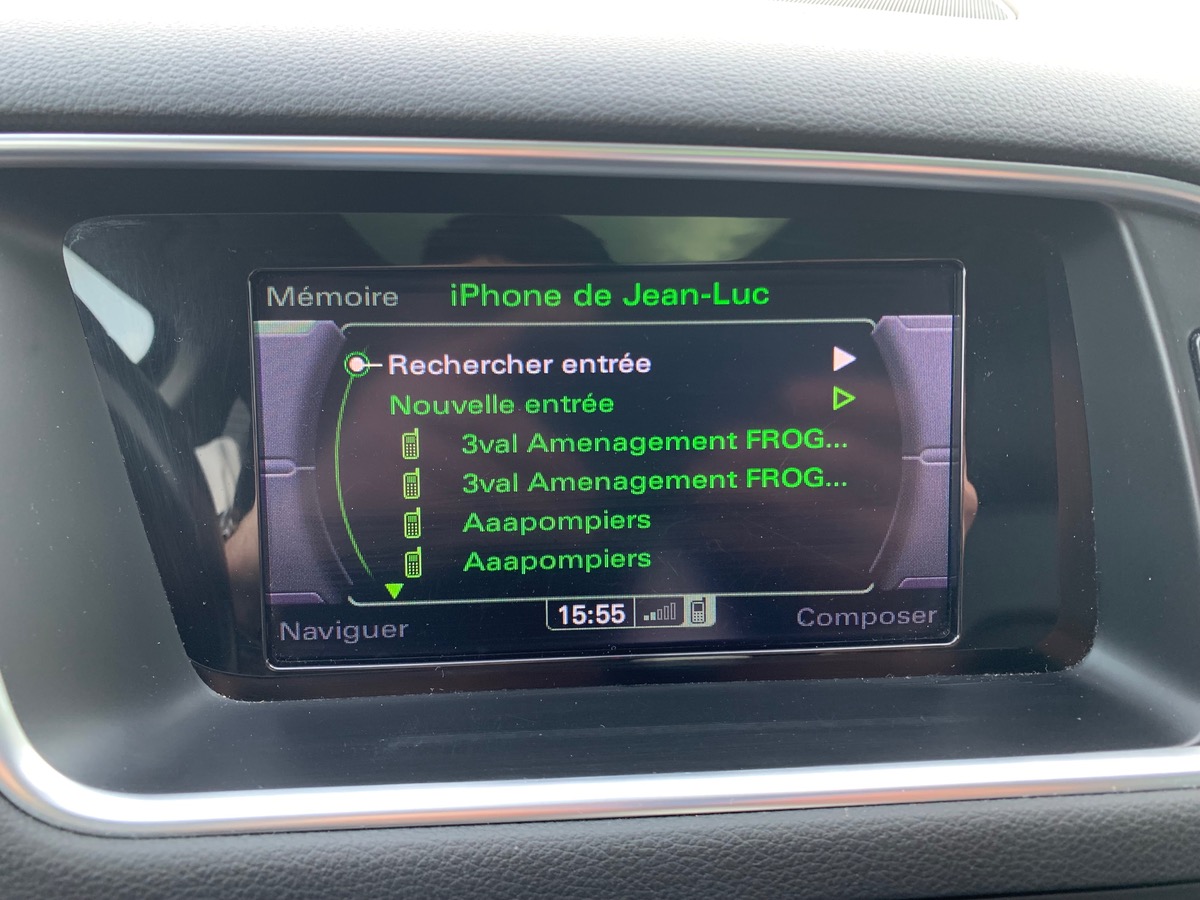 Mémoire iPhone de Jean-Luc
Rechercher entrée
Nouvelle entrée
3val Amenagement FROG...
3val Amenagement FROG...
Aaapompiers
Aaapompiers
Naviguer 15:55 Composer